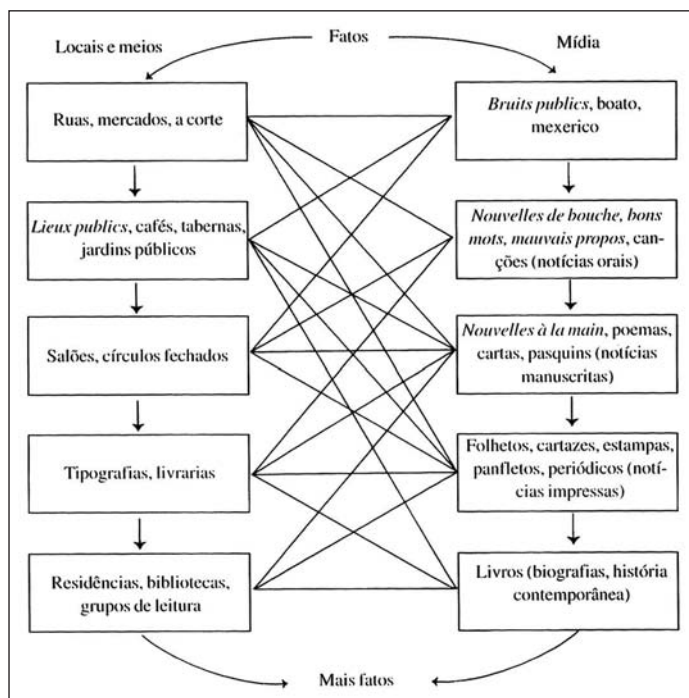 Fatos
Locais e meios
Mídia
Ruas, mercados, a corte
Bruits publics, boato,
mexerico
Lieux publics, cafés, tabernas,
jardins públicos
Nouvelles de bouche, bons
mots, mauvais propos, can-
ções (notícias orais)
Salões, círculos fechados
Nouvelles à la main, poemas,
cartas, pasquins (notícias
manuscritas)
Tipografias, livrarias
Folhetos, cartazes, estampas,
panfletos, periódicos (notí-
cias impressas)
Residências, bibliotecas,
grupos de leitura
Livros (biografias, história
contemporânea)
Mais fatos